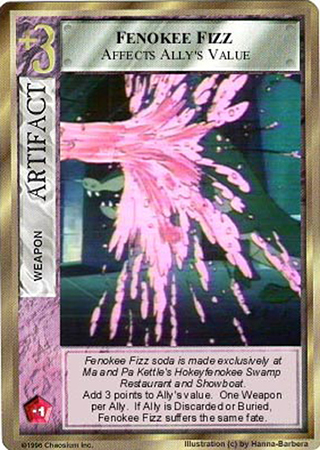 +3
FENOKEE FIZZ
AFFECTS ALLY'S VALUE
ARTIFACT
WEAPON
Fenokee Fizz soda is made exclusively at
Ma and Pa Kettle's Hokeyfenokee Swamp
Restaurant and Showboat.
Add 3 points to Ally's value. One Weapon
per Ally. If Ally is Discarded or Buried,
Fenokee Fizz suffers the same fate.
-1
©1996 Chaosium Inc.
Illustration (c) by Hanna-Barbera